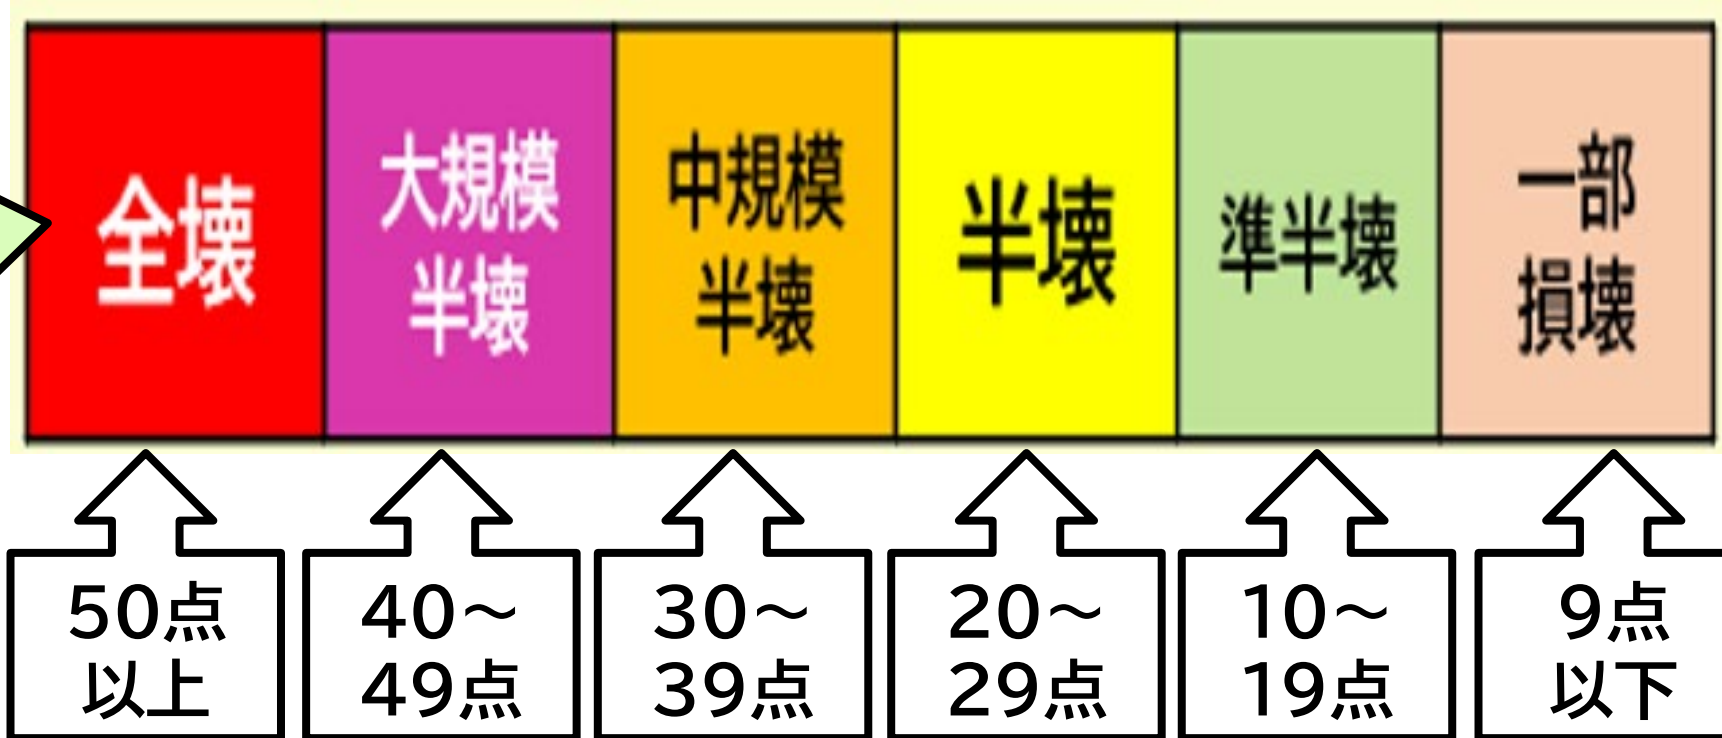 全壊
大規模
半壊
中規模
半壊
半壊
準半壊
一部
損壊
50点
以上
40～
49点
30～
39点
20～
29点
10～
19点
9点
以下